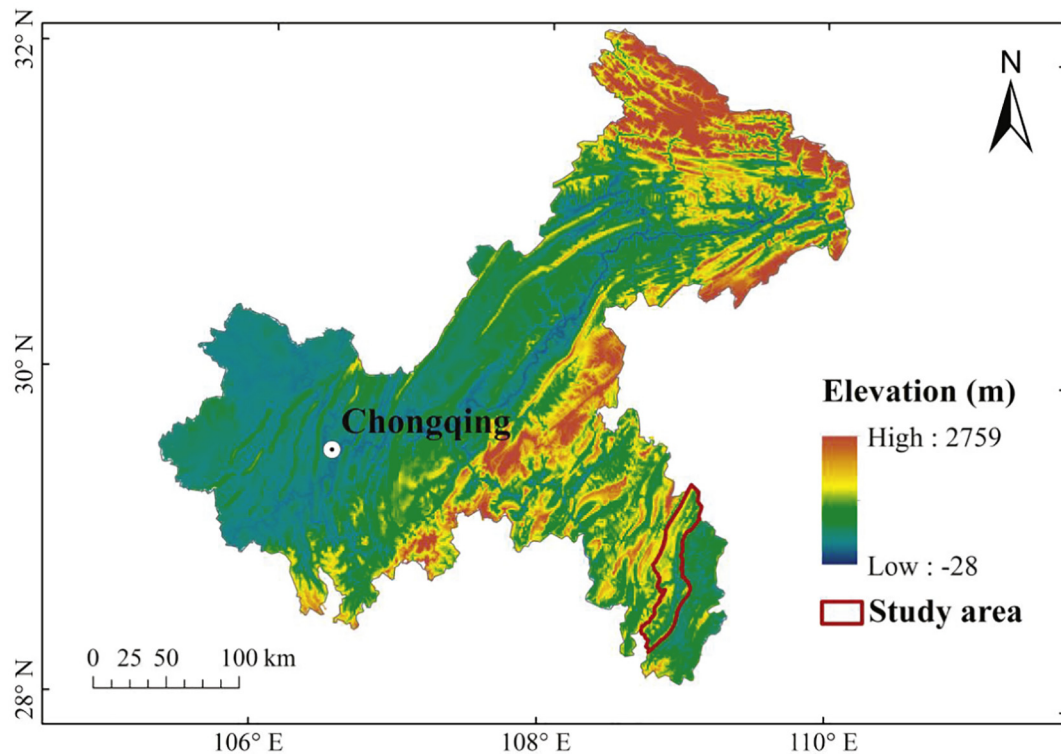 32° N
30° N
28° N
N
Chongqing
Elevation (m)
High : 2759
Low : -28
Study area
0 25 50 100 km
106° E 108° E 110° E